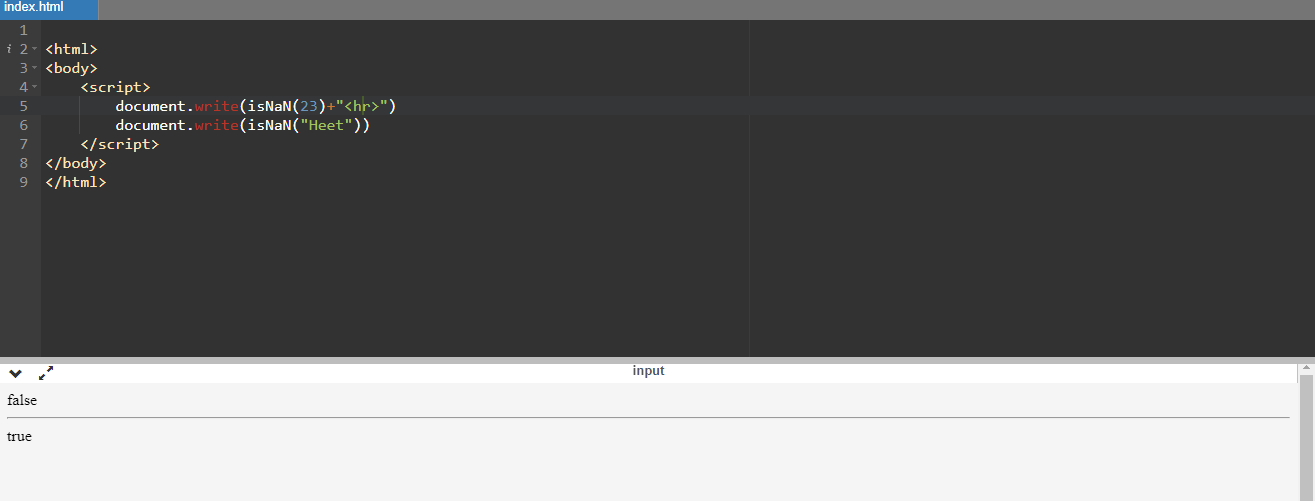 index.html
1
i 2 <html>
3 <body>
4 <script>
5 document.write(isNaN(23)+"<hr>")
6 document.write(isNaN("Heet"))
7 </script>
8 </body>
9 </html>
input
false
true